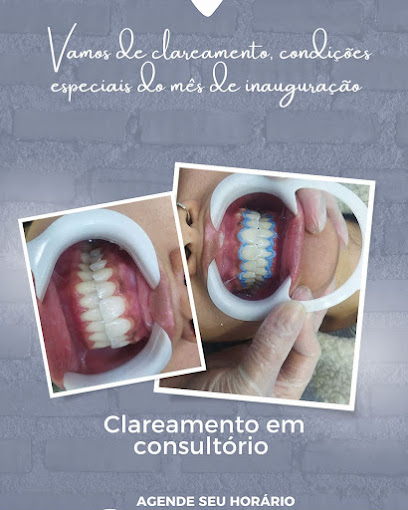 Vamos de clareamento, condições
especiais do mês de inauguração
Clareamento em
consultório
AGENDE SEU HORÁRIO